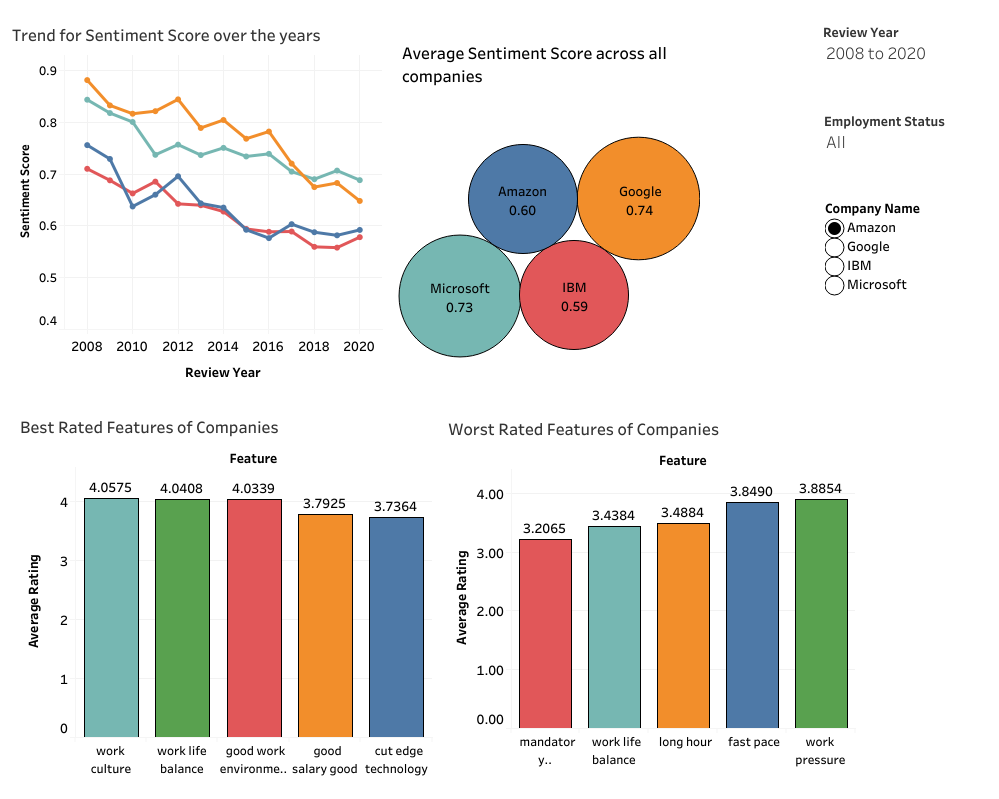 Trend for Sentiment Score over the years
Sentiment Score
0.9
0.8
0.7
0.6
0.5
0.4
2008 2010 2012 2014 2016 2018 2020
Review Year
Average Sentiment Score across all
companies
Amazon
0.60
Google
0.74
Microsoft
0.73
IBM
0.59
Review Year
2008 to 2020
Employment Status
All
Company Name
Amazon
Google
IBM
Microsoft
Best Rated Features of Companies
Feature
Average Rating
4
3
2
1
0
4.0575 4.0408 4.0339 3.7925 3.7364
work
culture
work life
balance
good work
environme..
good
salary good
cut edge
technology
Worst Rated Features of Companies
Feature
Average Rating
4.00
3.00
2.00
1.00
0.00
3.2065 3.4384 3.4884 3.8490 3.8854
mandator
y..
work life
balance
long hour
fast pace
work
pressure